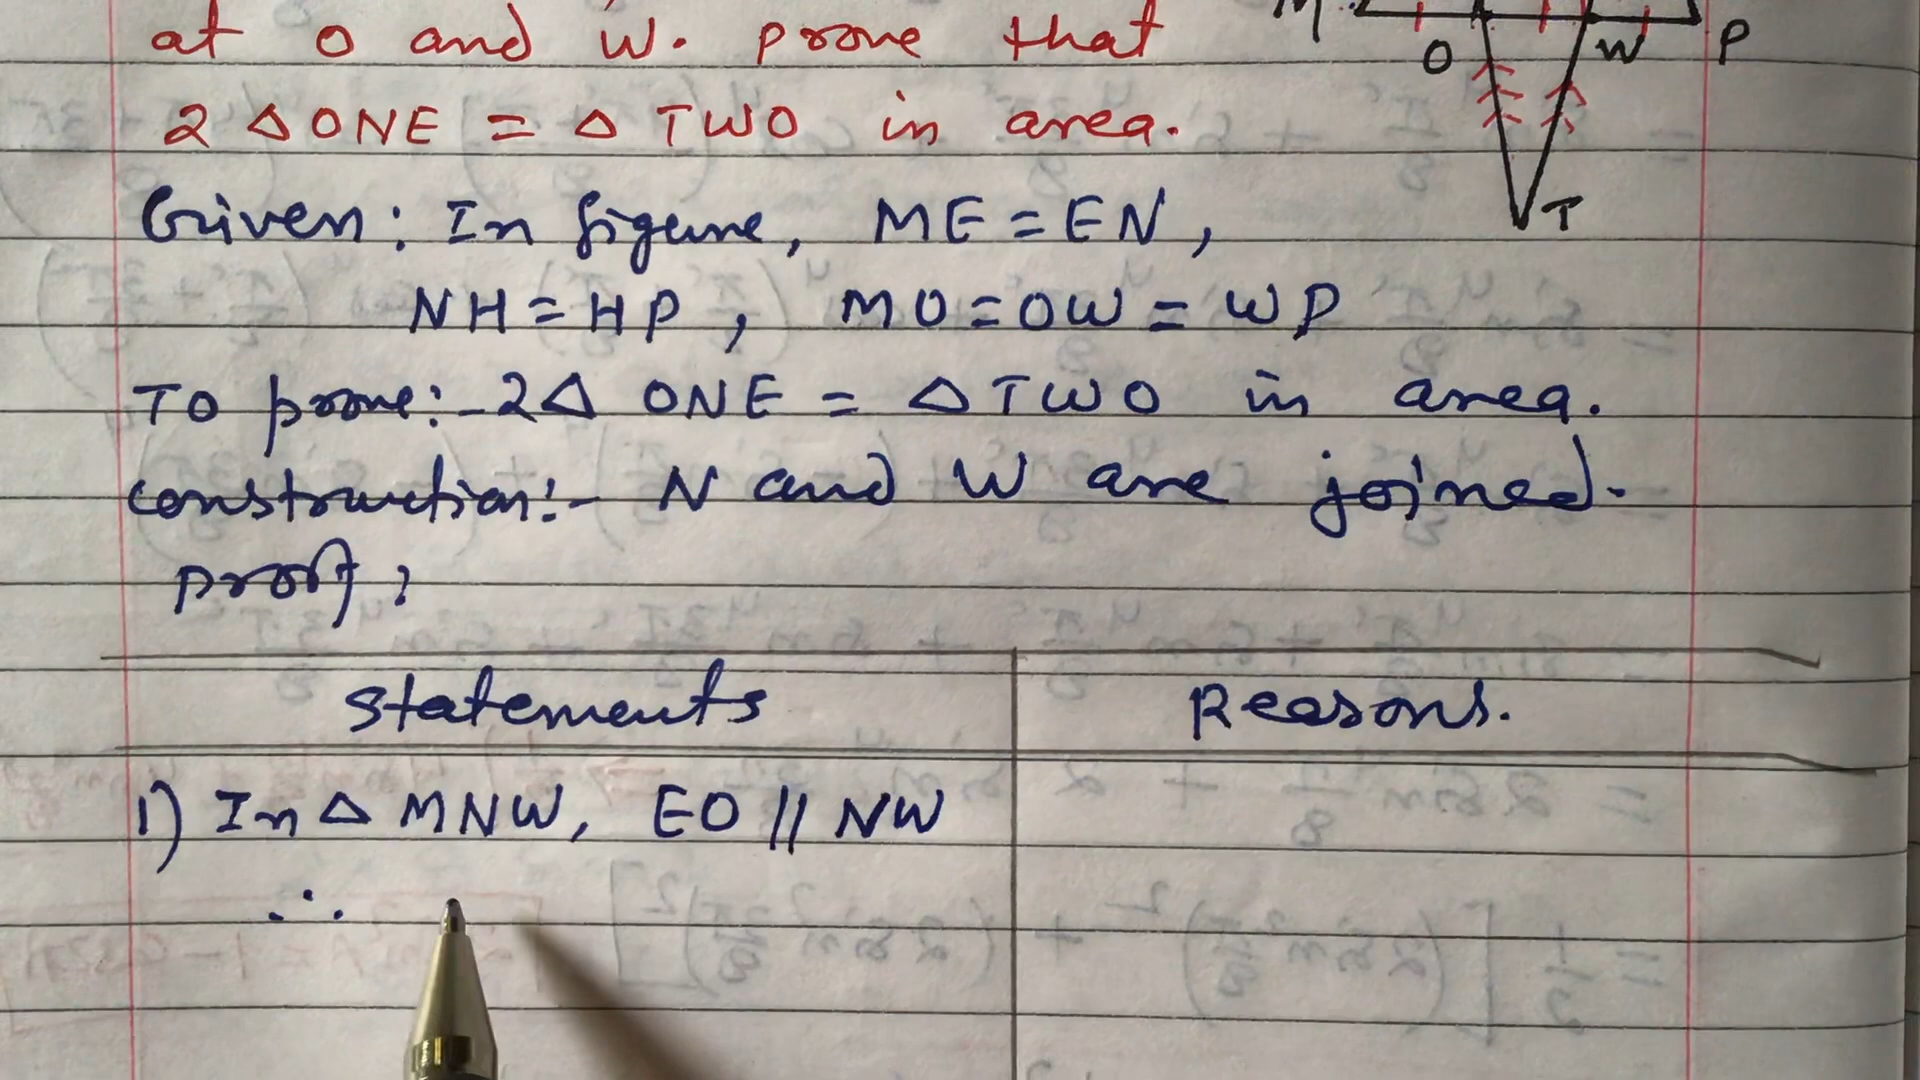 at O and W. prove that
2 △ ONE = △ TWO in area.
M
O
W
P
T
Given: In figure, ME = EN,
NH = HP, MO = OW = WP
To prove:- 2△ ONE = △ TWO in area.
construction:- N and W are joined.
proof:
statements
Reasons.
1) In △ MNW, EO // NW
∴